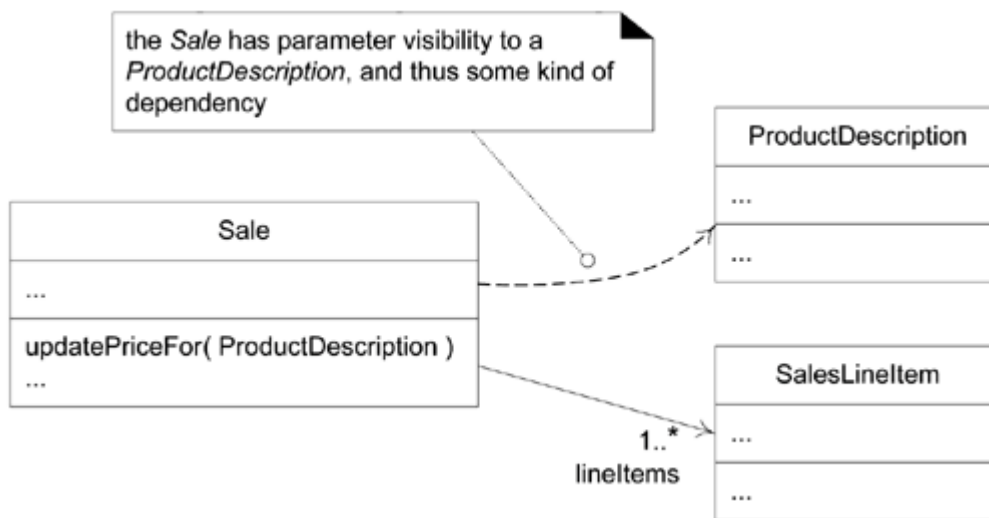 the Sale has parameter visibility to a
ProductDescription, and thus some kind of
dependency
ProductDescription
...
...
Sale
...
updatePriceFor( ProductDescription )
...
SalesLineItem
...
...
1..*
lineItems